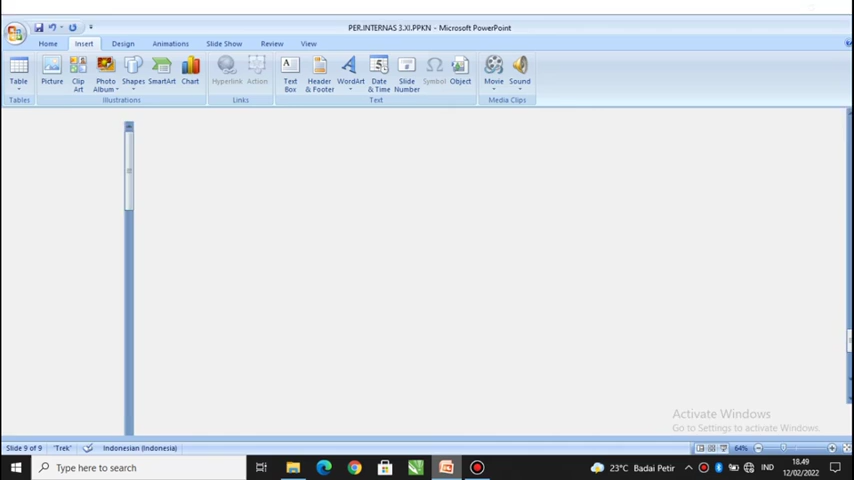 PER.INTERNAS 3.XI.PPKN - Microsoft PowerPoint
Home Insert Design Animations Slide Show Review View
Table Picture Clip Art Photo Album Shapes SmartArt Chart Hyperlink Action Text Box Header & Footer WordArt Date & Time Slide Number Symbol Object Movie Sound
Tables Illustrations Links Text Media Clips
Activate Windows
Go to Settings to activate Windows.
Slide 9 of 9 "Trek" Indonesian (Indonesia) 64%
Type here to search 23°C Badai Petir IND 18.49
12/02/2022